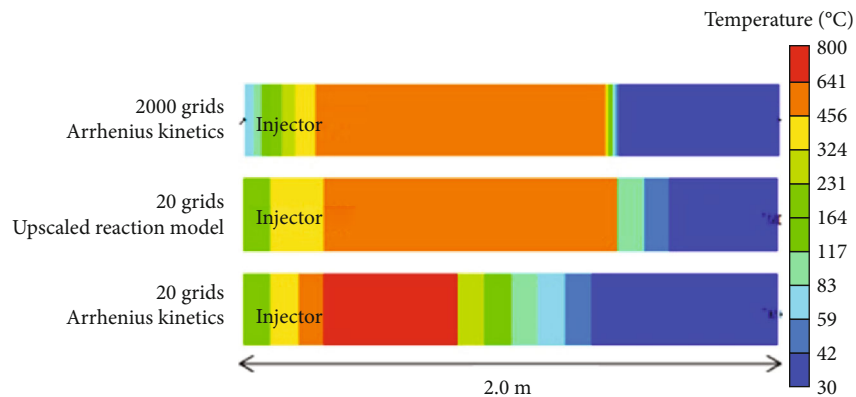 Temperature (°C)
800
641
456
324
231
164
117
83
59
42
30
2000 grids
Arrhenius kinetics
Injector
20 grids
Upscaled reaction model
Injector
20 grids
Arrhenius kinetics
Injector
2.0 m